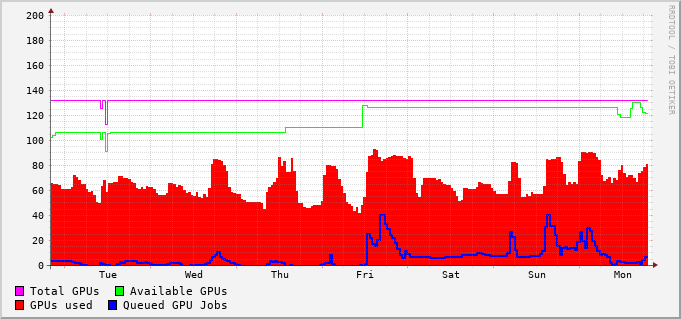 200
180
160
140
120
100
80
60
40
20
0
Tue Wed Thu Fri Sat Sun Mon
Total GPUs Available GPUs
GPUs used Queued GPU Jobs
RRDTOOL / TOBI OETIKER